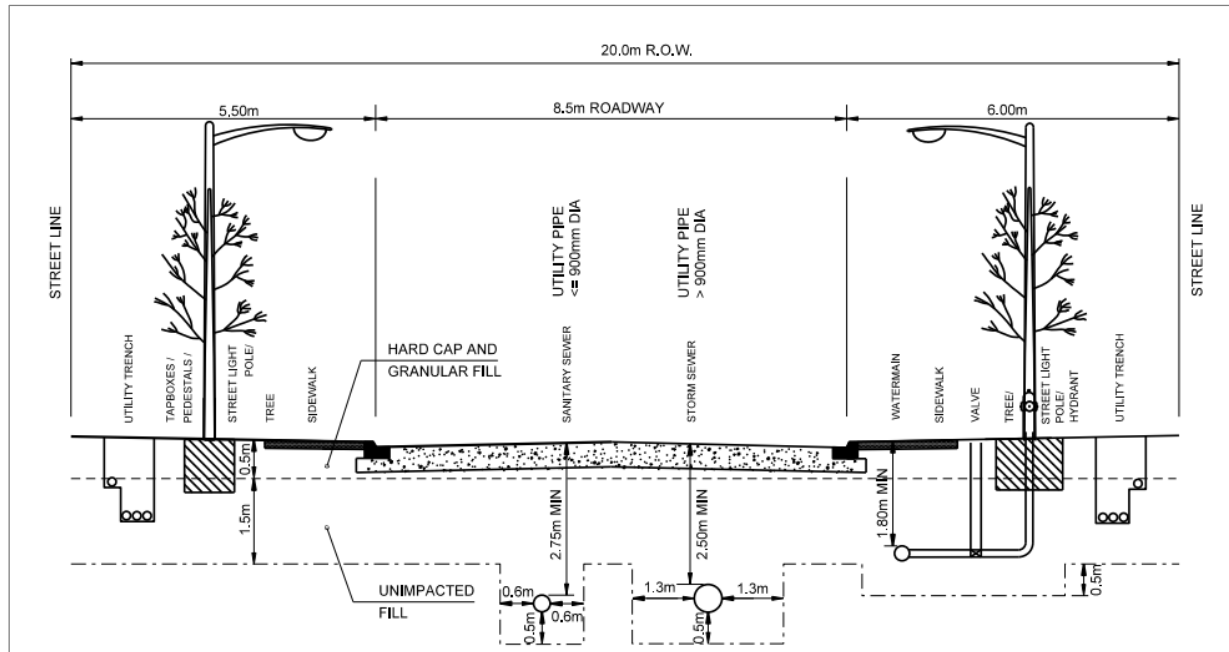 20.0m R.O.W.
5.50m
8.5m ROADWAY
6.00m
STREET LINE
UTILITY TRENCH
TAPBOXES /
PEDESTALS /
STREET LIGHT
POLE/
TREE
SIDEWALK
HARD CAP AND
GRANULAR FILL
UTILITY PIPE
<= 900mm DIA
SANITARY SEWER
UTILITY PIPE
> 900mm DIA
STORM SEWER
WATERMAIN
SIDEWALK
VALVE
TREE/
STREET LIGHT
POLE/
HYDRANT
UTILITY TRENCH
STREET LINE
0.5m
1.5m
2.75m MIN
2.50m MIN
1.80m MIN
UNIMPACTED
FILL
0.6m
0.6m
0.5m
1.3m
1.3m
0.5m
0.5m